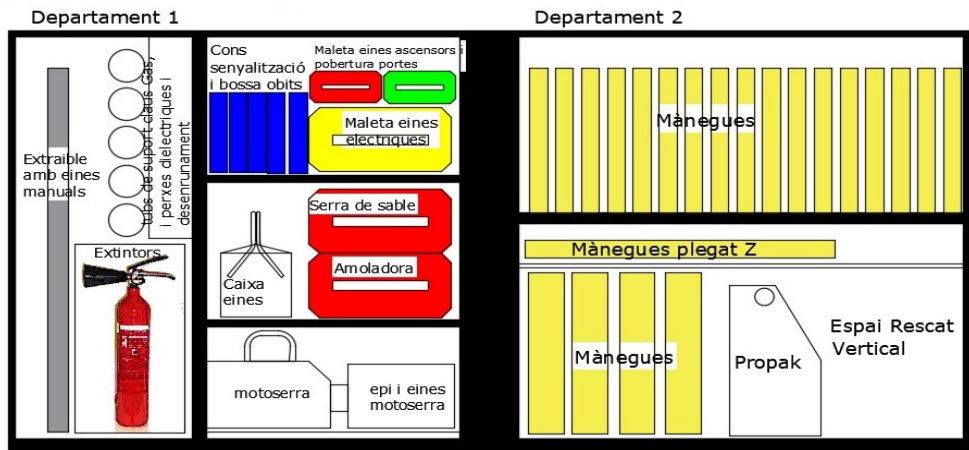 Departament 1
Departament 2
Extraible
amb eines
manuals
tubs de suport claus Gas,
i perxes dielectriques i
desenrunament
Extintors
Cons
senyalització
i bossa obits
Maleta eines ascensors i
pobertura portes
Maleta eines
electriques
Serra de sable
Amoladora
Caixa
eines
motoserra
epi i eines
motoserra
Mànegues
Mànegues plegat Z
Mànegues
Propak
Espai Rescat
Vertical